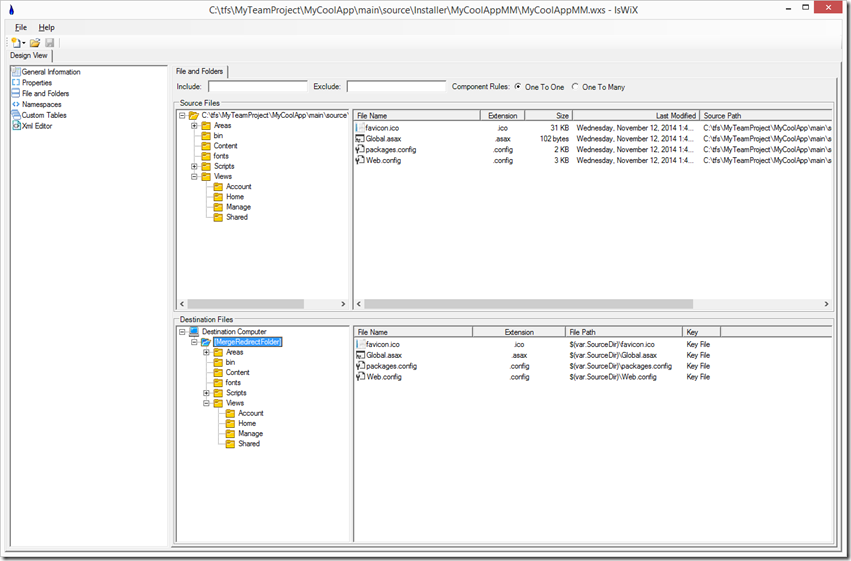 C:\tfs\MyTeamProject\MyCoolApp\main\source\Installer\MyCoolAppMM\MyCoolAppMM.wxs - IsWiX
File Help
Design View
General Information
Properties
File and Folders
Namespaces
Custom Tables
Xml Editor
File and Folders
Include: Exclude: Component Rules: One To One One To Many
Source Files
C:\tfs\MyTeamProject\MyCoolApp\main\source\
Areas
bin
Content
fonts
Scripts
Views
Account
Home
Manage
Shared
File Name Extension Size Last Modified Source Path
favicon.ico .ico 31 KB Wednesday, November 12, 2014 1:4... C:\tfs\MyTeamProject\MyCoolApp\main\s
Global.asax .asax 102 bytes Wednesday, November 12, 2014 1:4... C:\tfs\MyTeamProject\MyCoolApp\main\s
packages.config .config 2 KB Wednesday, November 12, 2014 1:4... C:\tfs\MyTeamProject\MyCoolApp\main\s
Web.config .config 3 KB Wednesday, November 12, 2014 1:4... C:\tfs\MyTeamProject\MyCoolApp\main\s
Destination Files
Destination Computer
[MergeRedirectFolder]
Areas
bin
Content
fonts
Scripts
Views
Account
Home
Manage
Shared
File Name Extension File Path Key
favicon.ico .ico $(var.SourceDir)\favicon.ico Key File
Global.asax .asax $(var.SourceDir)\Global.asax Key File
packages.config .config $(var.SourceDir)\packages.config Key File
Web.config .config $(var.SourceDir)\Web.config Key File